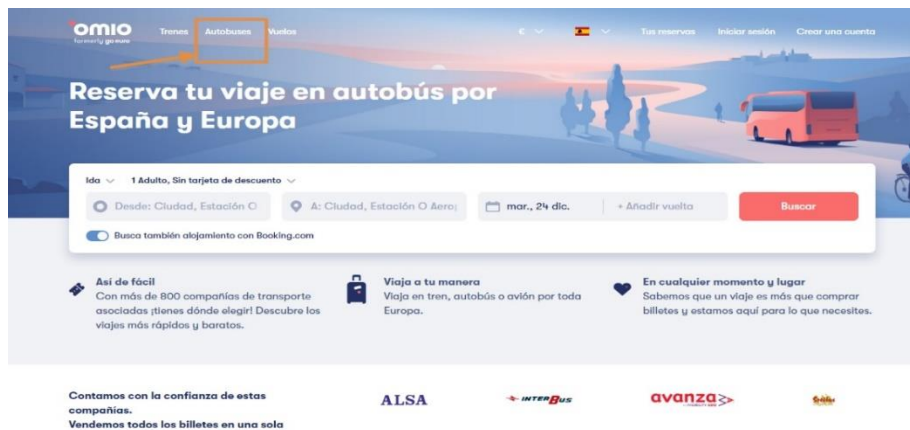 omio
formerly goeuro
Trenes Autobuses Vuelos
€
Tus reservas Iniciar sesión Crear una cuenta
Reserva tu viaje en autobús por
España y Europa
Ida 1 Adulto, Sin tarjeta de descuento
Desde: Ciudad, Estación O
A: Ciudad, Estación O Aerop
mar., 24 dic.
+ Añadir vuelta
Buscar
Busca también alojamiento con Booking.com
Así de fácil
Con más de 800 compañías de transporte
asociadas ¡tienes dónde elegir! Descubre los
viajes más rápidos y baratos.
Viaja a tu manera
Viaja en tren, autobús o avión por toda
Europa.
En cualquier momento y lugar
Sabemos que un viaje es más que comprar
billetes y estamos aquí para lo que necesites.
Contamos con la confianza de estas
compañías.
Vendemos todos los billetes en una sola
ALSA
INTERBUS
avanza